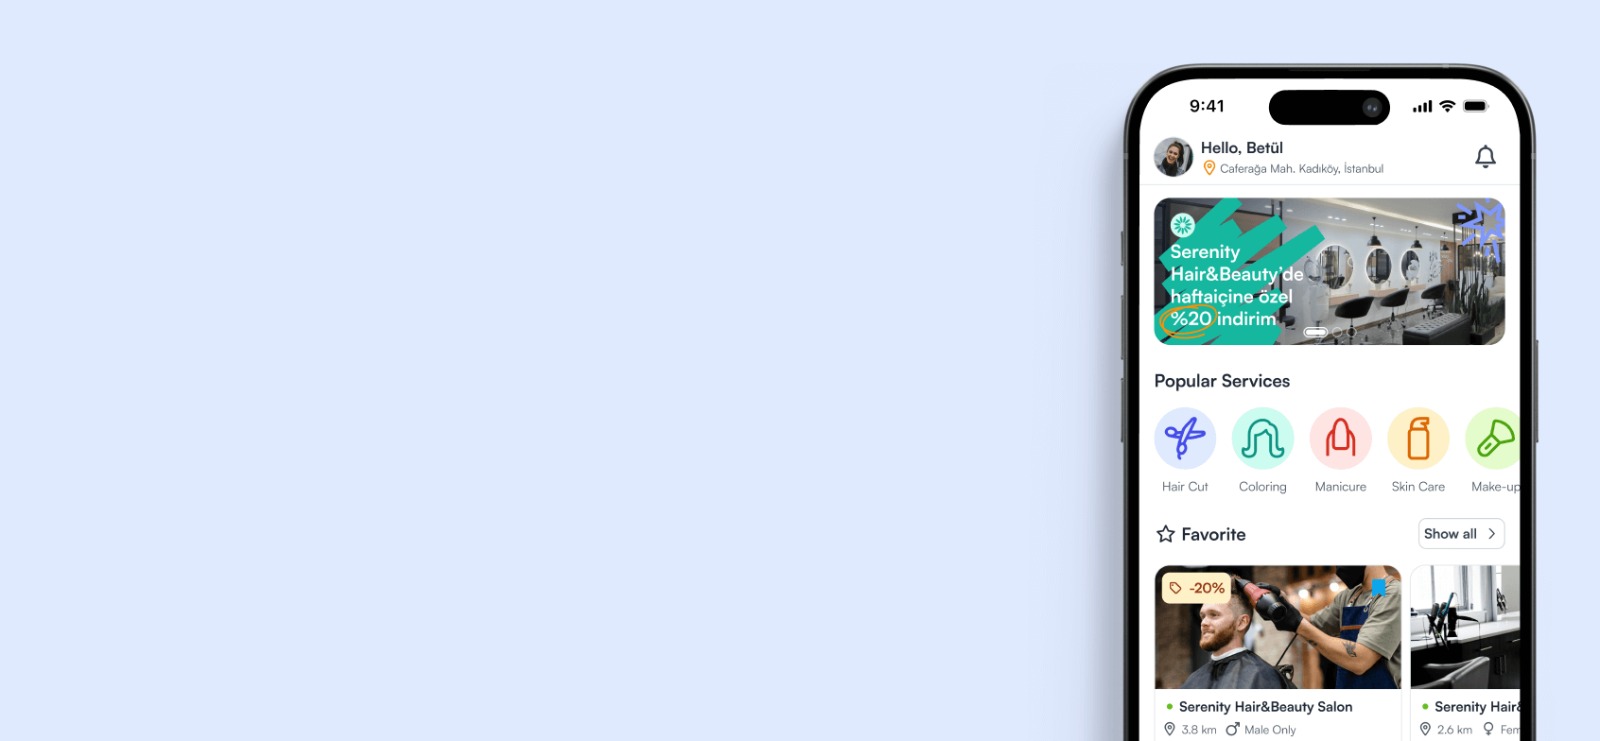 9:41
Hello, Betül
Caferağa Mah. Kadıköy, İstanbul
Serenity
Hair&Beauty'de
haftaiçine özel
%20 indirim
Popular Services
Hair Cut
Coloring
Manicure
Skin Care
Make-up
Favorite
Show all
-20%
Serenity Hair&Beauty Salon
Serenity Hair&
3.8 km
Male Only
2.6 km
Fem